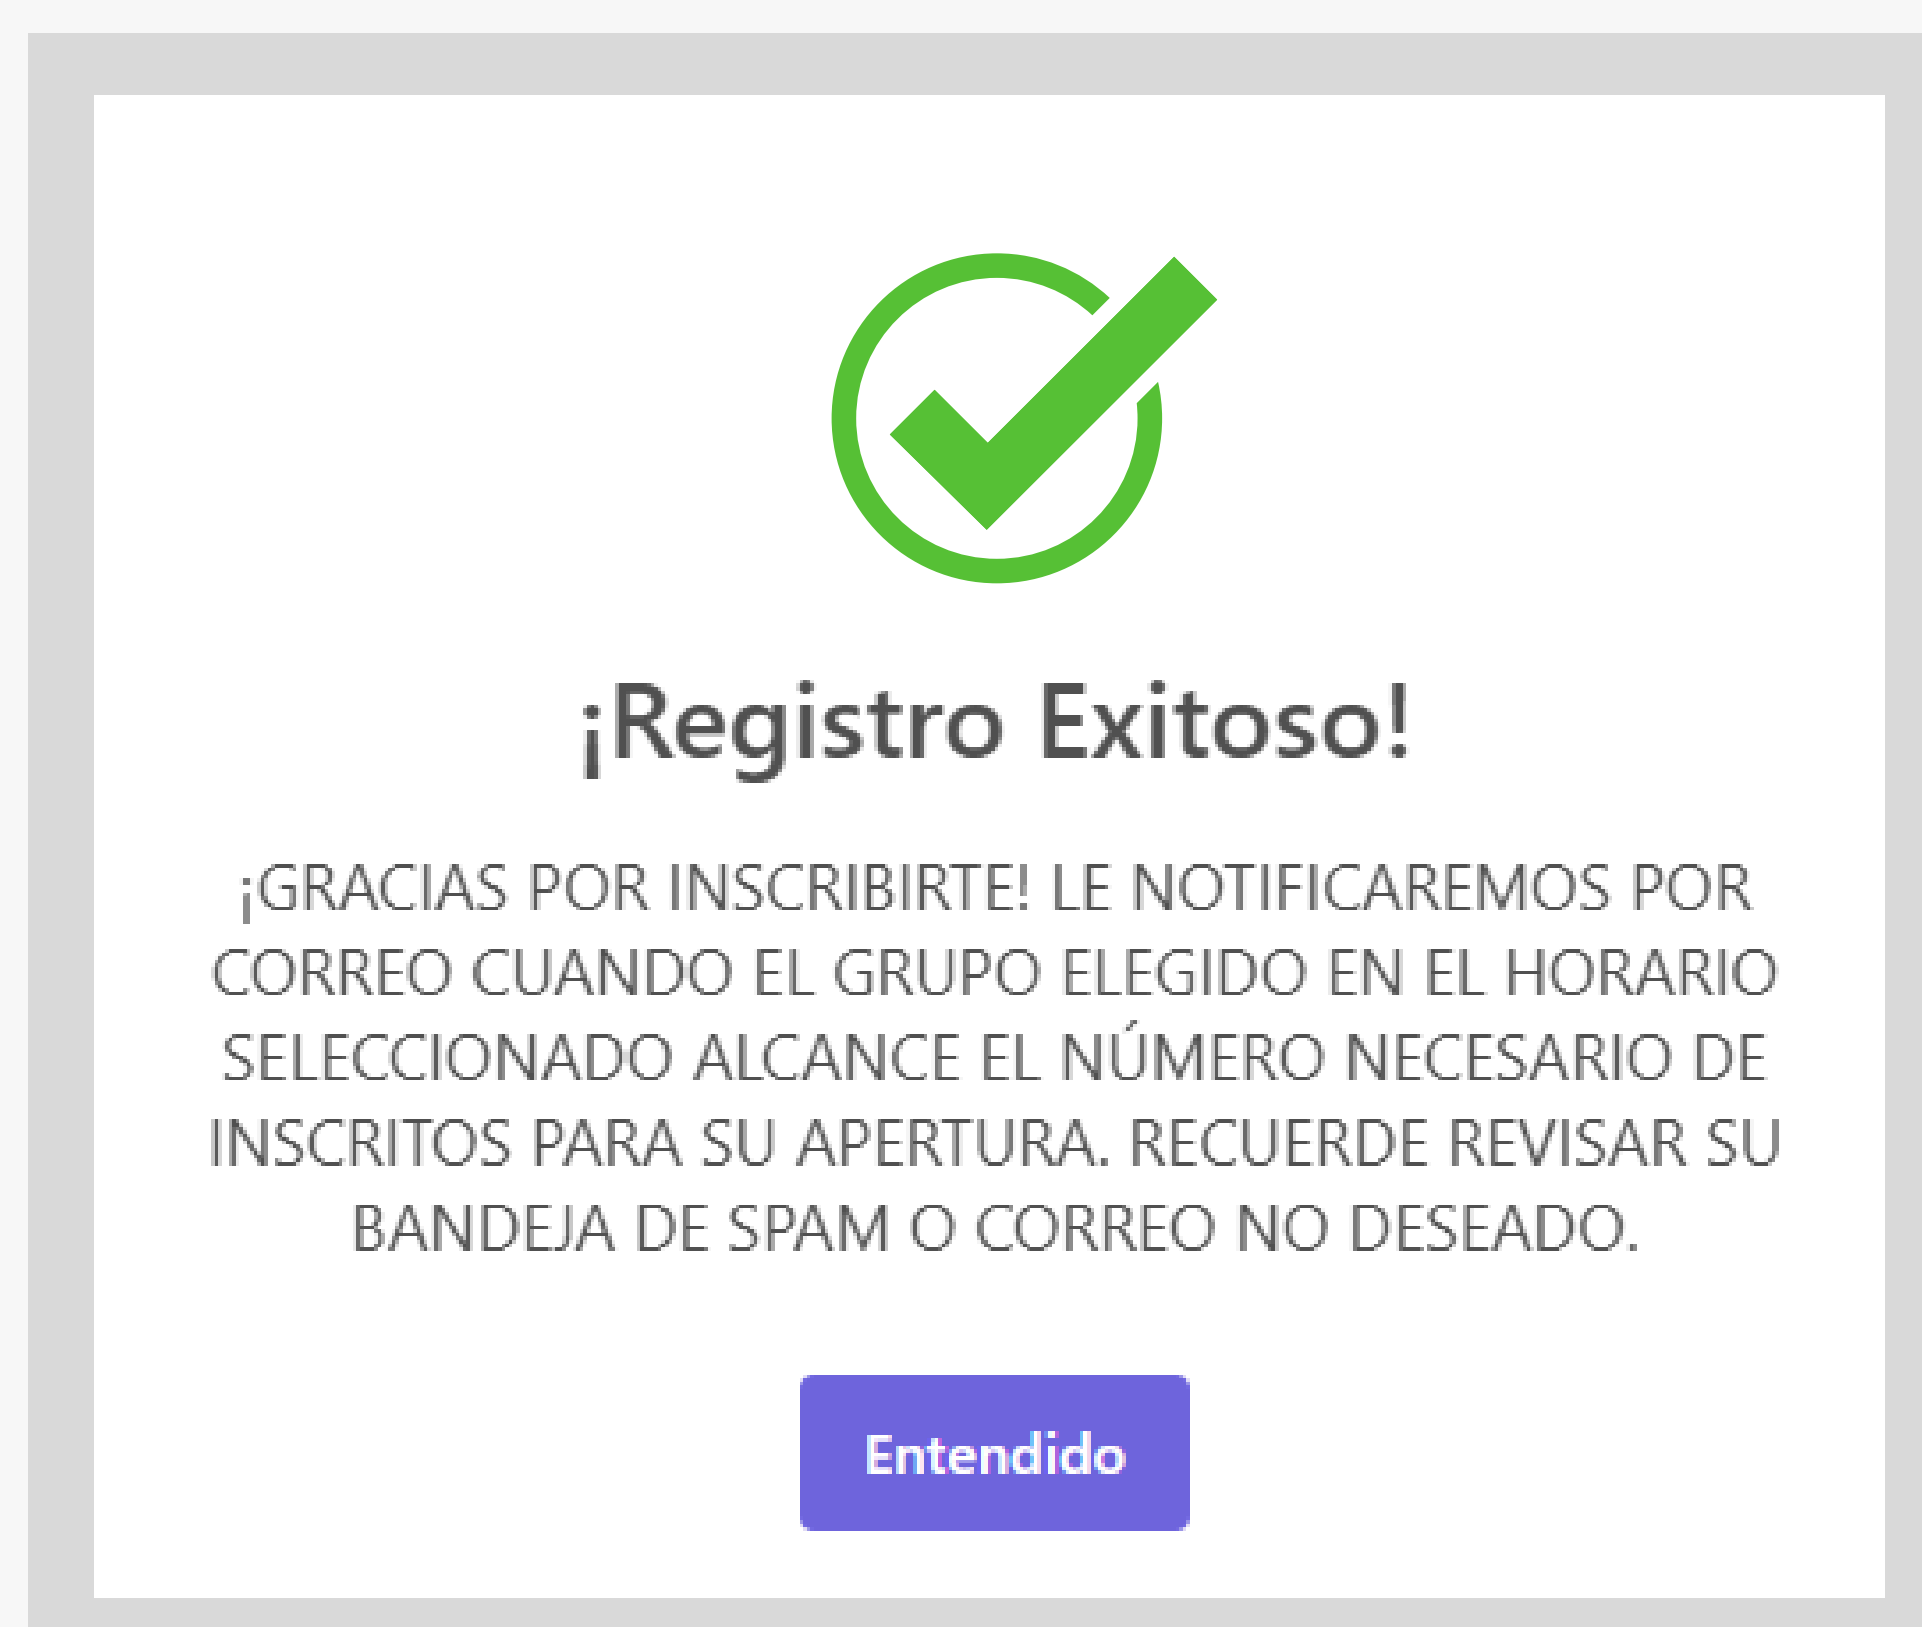 ¡Registro Exitoso!
¡GRACIAS POR INSCRIBIRTE! LE NOTIFICAREMOS POR
CORREO CUANDO EL GRUPO ELEGIDO EN EL HORARIO
SELECCIONADO ALCANCE EL NÚMERO NECESARIO DE
INSCRITOS PARA SU APERTURA. RECUERDE REVISAR SU
BANDEJA DE SPAM O CORREO NO DESEADO.
Entendido